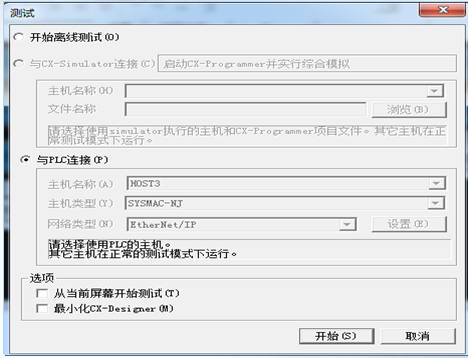 测试
开始离线测试(O)
与CX-Simulator连接(C) 启动CX-Programmer并实行综合模拟
主机名称(H)
文件名称 浏览(B)
请选择使用simulator执行的主机和CX-Programmer项目文件。其它主机在正
常测试模式下运行。
与PLC连接(P)
主机名称(A) HOST3
主机类型(Y) SYSMAC-NJ
网络类型(N) EtherNet/IP 设置(E)
请选择使用PLC的主机。
其它主机在正常的测试模式下运行。
选项
从当前屏幕开始测试(T)
最小化CX-Designer(M)
开始(S) 取消